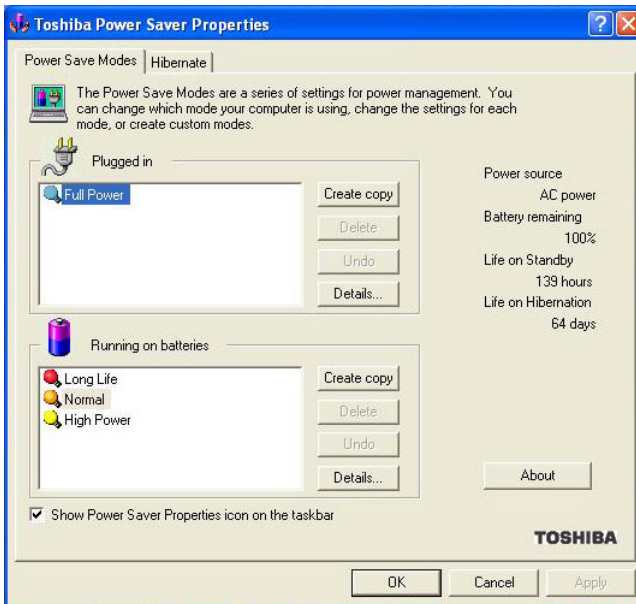 Toshiba Power Saver Properties
Power Save Modes
Hibernate
The Power Save Modes are a series of settings for power management. You
can change which mode your computer is using, change the settings for each
mode, or create custom modes.
Plugged in
Full Power
Create copy
Delete
Undo
Details...
Power source
AC power
Battery remaining
100%
Life on Standby
139 hours
Life on Hibernation
64 days
Running on batteries
Long Life
Normal
High Power
Create copy
Delete
Undo
Details...
About
Show Power Saver Properties icon on the taskbar
TOSHIBA
OK
Cancel
Apply